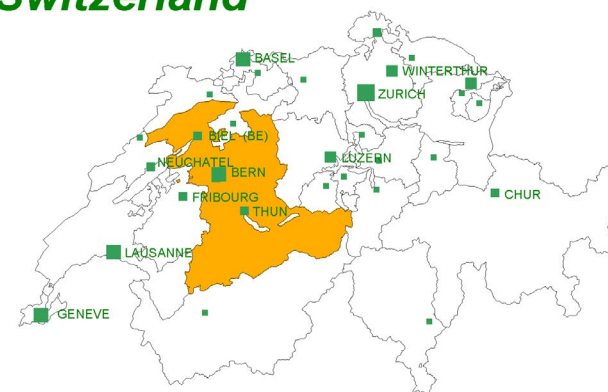 Switzerland
BASEL
WINTERTHUR
ZURICH
BIEL (BE)
NEUCHATEL
LUZERN
BERN
FRIBOURG
CHUR
THUN
LAUSANNE
GENEVE